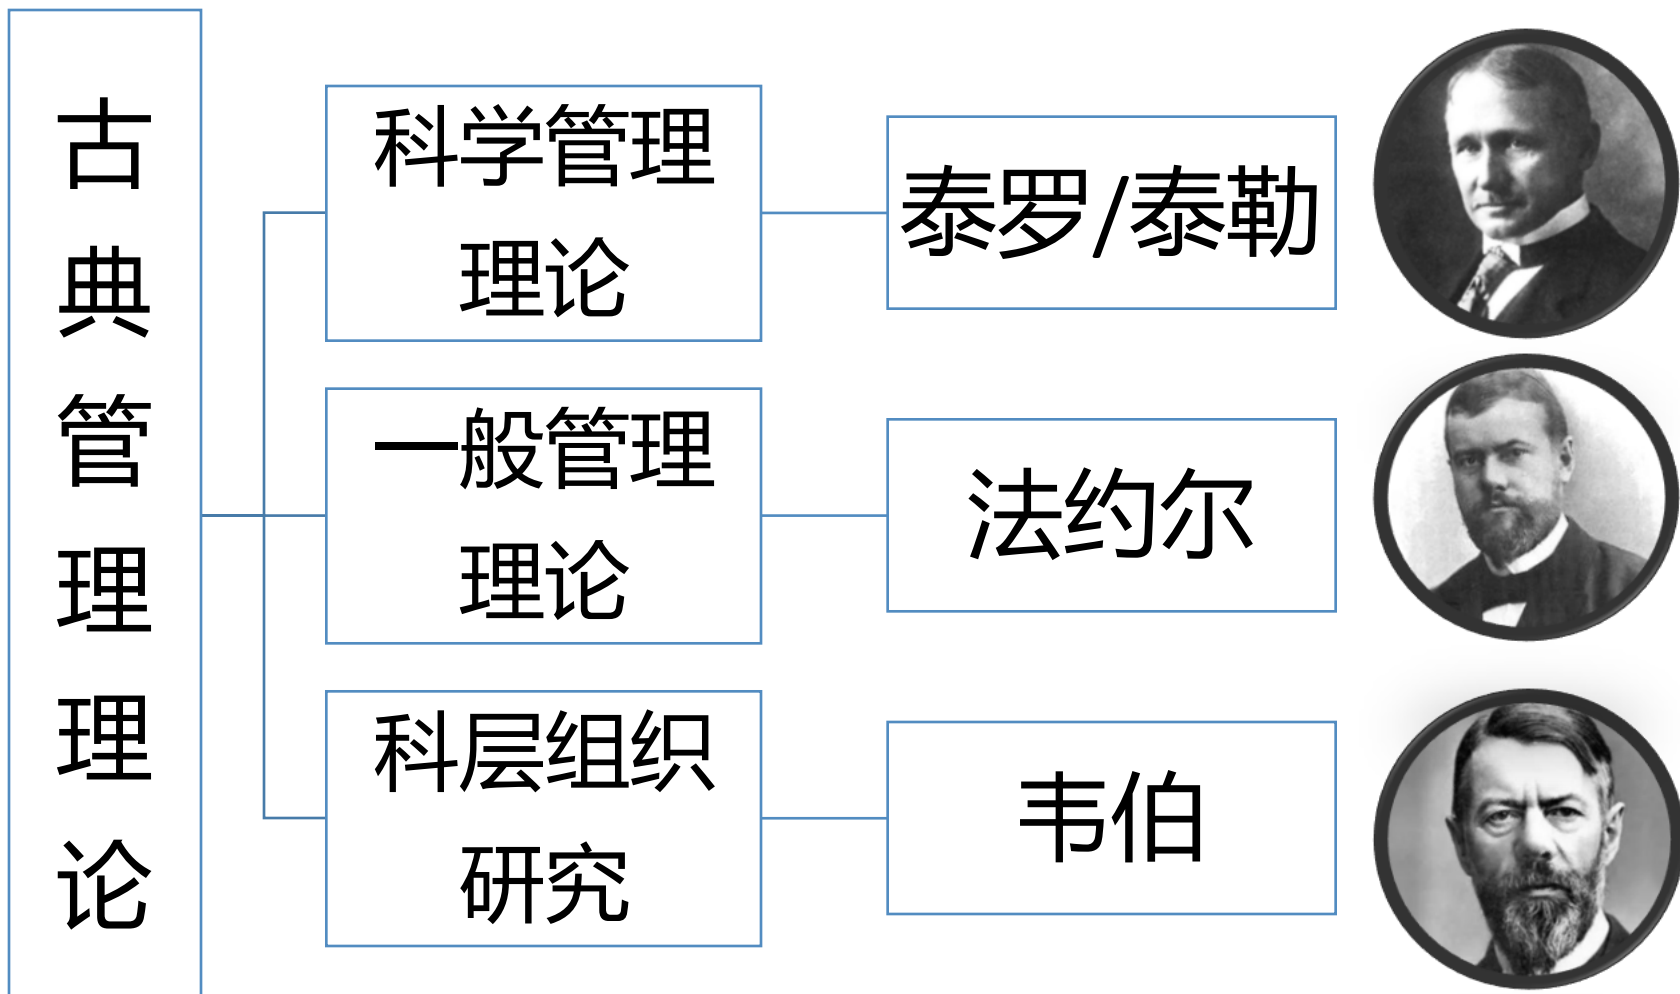 古典管理理论
科学管理
理论
泰罗/泰勒
一般管理
理论
法约尔
科层组织
研究
韦伯